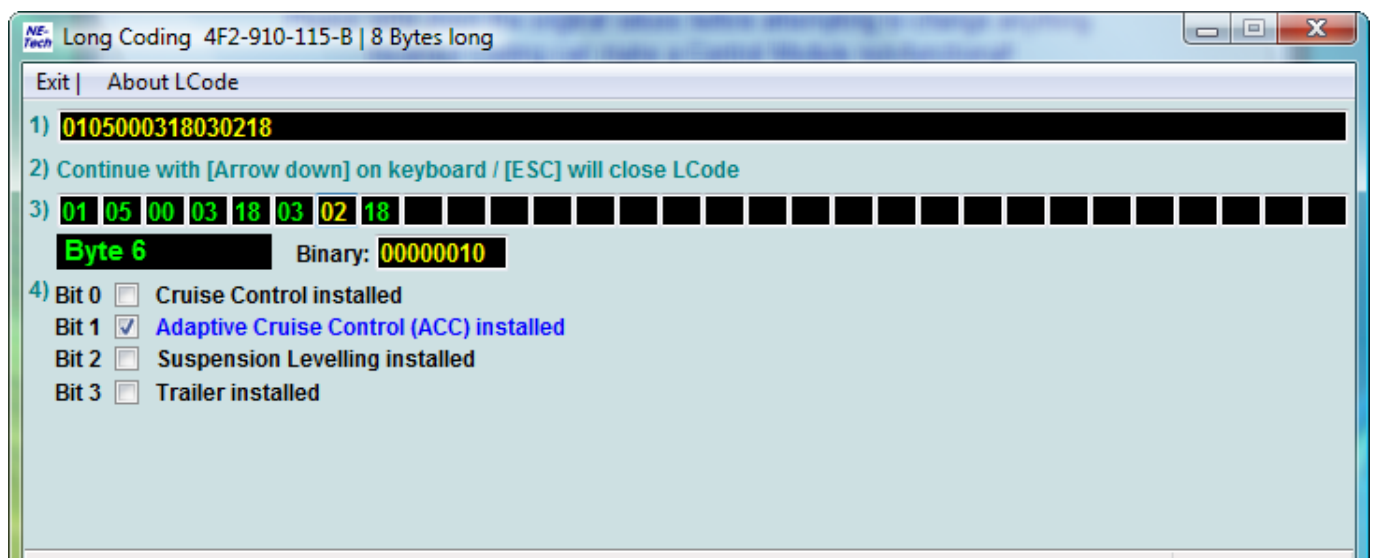 NE-Tech Long Coding 4F2-910-115-B | 8 Bytes long
Exit | About LCode
1) 0105000318030218
2) Continue with [Arrow down] on keyboard / [ESC] will close LCode
3) 01 05 00 03 18 03 02 18
Byte 6 Binary: 00000010
4) Bit 0 Cruise Control installed
Bit 1 Adaptive Cruise Control (ACC) installed
Bit 2 Suspension Levelling installed
Bit 3 Trailer installed